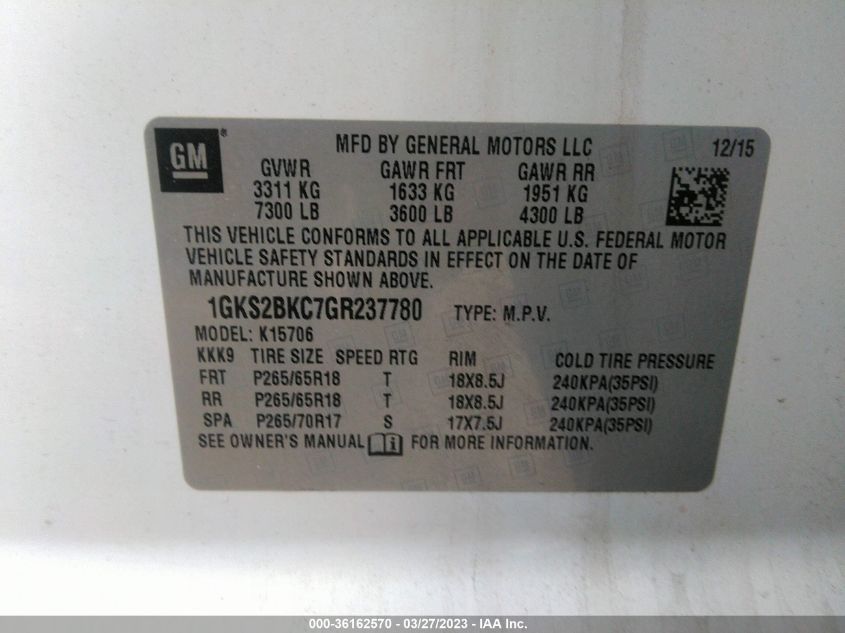 GM® MFD BY GENERAL MOTORS LLC 12/15
GVWR GAWR FRT GAWR RR
3311 KG 1633 KG 1951 KG
7300 LB 3600 LB 4300 LB
THIS VEHICLE CONFORMS TO ALL APPLICABLE U.S. FEDERAL MOTOR
VEHICLE SAFETY STANDARDS IN EFFECT ON THE DATE OF
MANUFACTURE SHOWN ABOVE.
1GKS2BKC7GR237780 TYPE: M.P.V.
MODEL: K15706
KKK9 TIRE SIZE SPEED RTG RIM COLD TIRE PRESSURE
FRT P265/65R18 T 18X8.5J 240KPA(35PSI)
RR P265/65R18 T 18X8.5J 240KPA(35PSI)
SPA P265/70R17 S 17X7.5J 240KPA(35PSI)
SEE OWNER'S MANUAL FOR MORE INFORMATION.
000-36162570 - 03/27/2023 - IAA Inc.